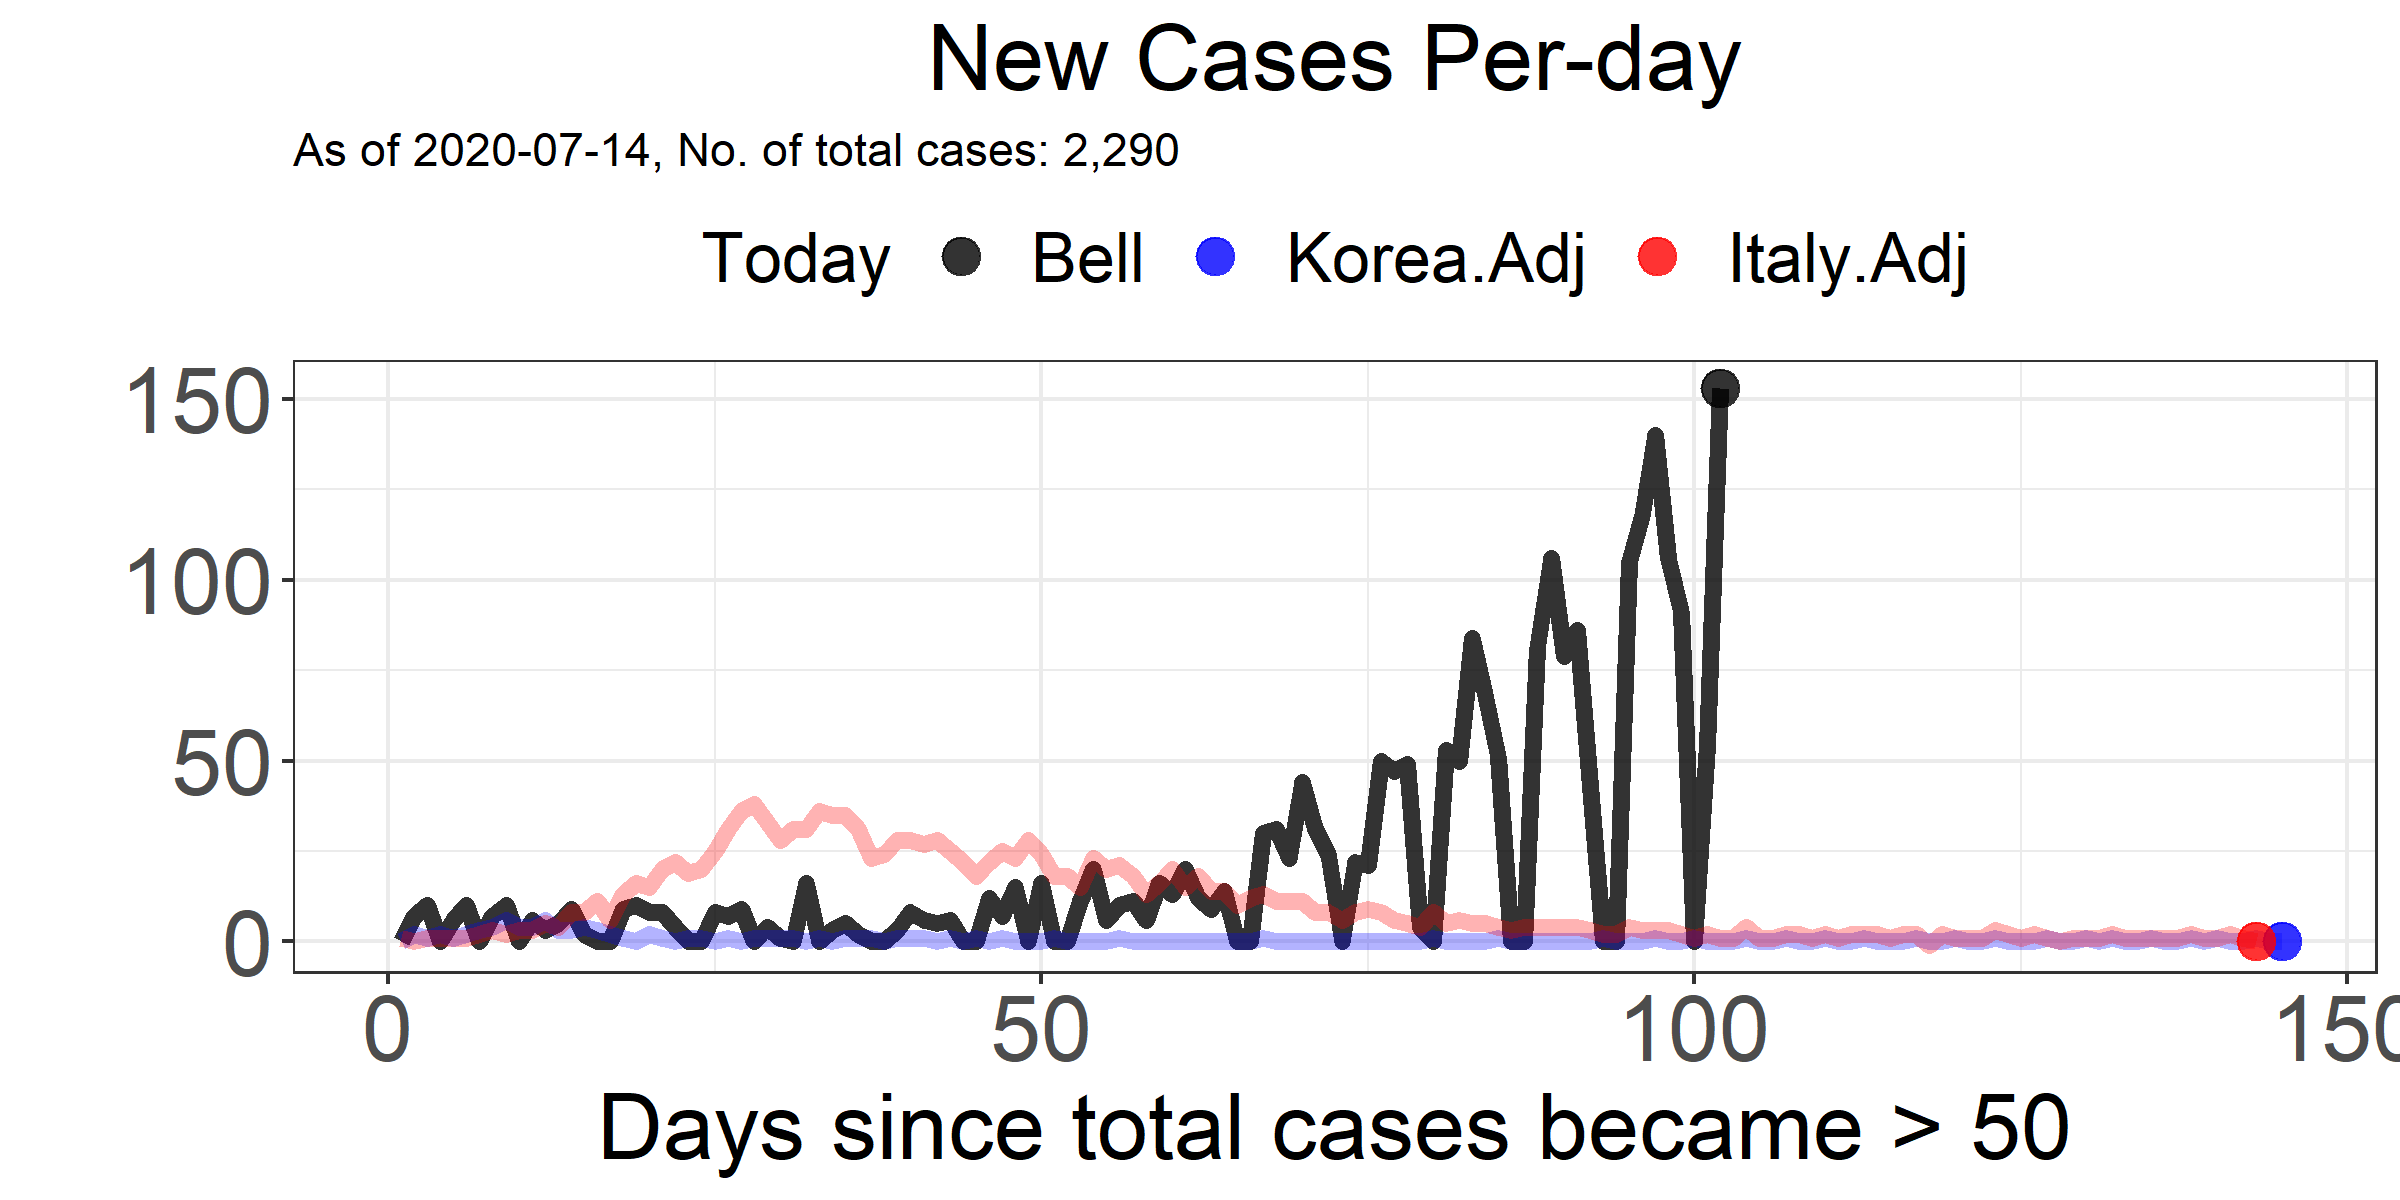 New Cases Per-day
As of 2020-07-14, No. of total cases: 2,290
Today Bell Korea.Adj Italy.Adj
150
100
50
0
0 50 100 150
Days since total cases became > 50